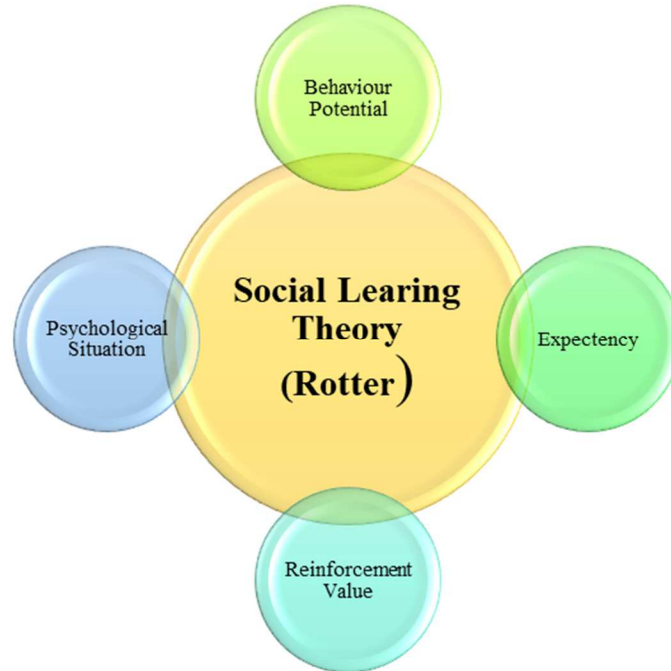 Behaviour
Potential
Social Learing
Theory
(Rotter)
Psychological
Situation
Expectency
Reinforcement
Value